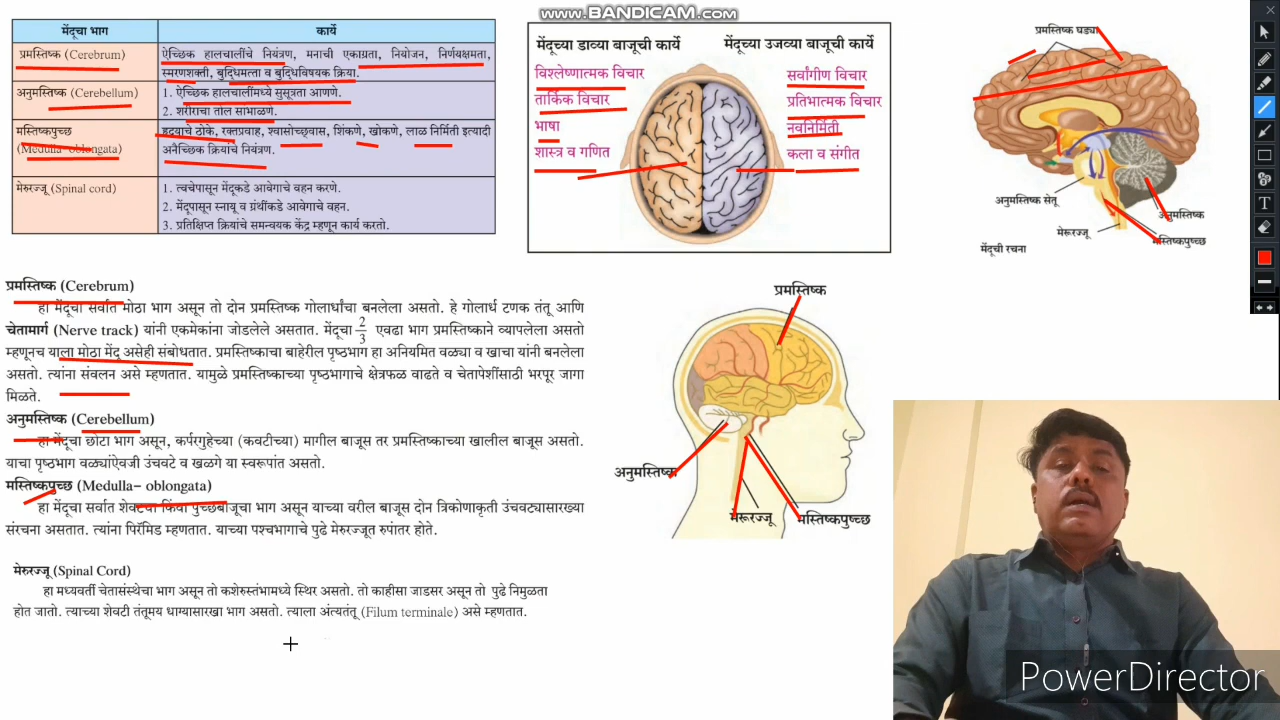 www.BANDICAM.com
मेंदूचा भाग
कार्ये
प्रमस्तिष्क (Cerebrum)
ऐच्छिक हालचालींचे नियंत्रण, मनाची एकाग्रता, नियोजन, निर्णयक्षमता,
स्मरणशक्ती, बुद्धिमत्ता व बुद्धिविषयक क्रिया.
अनुमस्तिष्क (Cerebellum)
1. ऐच्छिक हालचालींमध्ये सुसूत्रता आणणे.
2. शरीराचा तोल सांभाळणे.
मस्तिष्कपुच्छ
(Medulla-oblongata)
हृदयाचे ठोके, रक्तप्रवाह, श्वासोच्छ्वास, शिंकणे, खोकणे, लाळ निर्मिती इत्यादी
अनैच्छिक क्रियांचे नियंत्रण.
मेरुरज्जू (Spinal cord)
1. त्वचेपासून मेंदूकडे आवेगाचे वहन करणे.
2. मेंदूपासून स्नायू व ग्रंथींकडे आवेगाचे वहन.
3. प्रतिक्षिप्त क्रियांचे समन्वयक केंद्र म्हणून कार्य करतो.
मेंदूच्या डाव्या बाजूची कार्ये
विश्लेष्णात्मक विचार
तार्किक विचार
भाषा
शास्त्र व गणित
मेंदूच्या उजव्या बाजूची कार्ये
सर्वांगीण विचार
प्रतिभात्मक विचार
नवनिर्मिती
कला व संगीत
प्रमस्तिष्क घड्या
अनुमस्तिष्क सेतू
अनुमस्तिष्क
मेरूरज्जू
मस्तिष्कपुष्च्छ
मेंदूची रचना
प्रमस्तिष्क (Cerebrum)
हा मेंदूचा सर्वात मोठा भाग असून तो दोन प्रमस्तिष्क गोलार्धांचा बनलेला असतो. हे गोलार्ध टणक तंतू आणि
चेतामार्ग (Nerve track) यांनी एकमेकांना जोडलेले असतात. मेंदूचा 2/3 एवढा भाग प्रमस्तिष्काने व्यापलेला असतो
म्हणूनच याला मोठा मेंदू असेही संबोधतात. प्रमस्तिष्काचा बाहेरील पृष्ठभाग हा अनियमित वळ्या व खाचा यांनी बनलेला
असतो. त्यांना संवलन असे म्हणतात. यामुळे प्रमस्तिष्काच्या पृष्ठभागाचे क्षेत्रफळ वाढते व चेतापेशींसाठी भरपूर जागा
मिळते.
अनुमस्तिष्क (Cerebellum)
हा मेंदूचा छोटा भाग असून, कर्परगुहेच्या (कवटीच्या) मागील बाजूस तर प्रमस्तिष्काच्या खालील बाजूस असतो.
याचा पृष्ठभाग वळ्यांऐवजी उंचवटे व खळगे या स्वरूपांत असतो.
मस्तिष्कपुच्छ (Medulla- oblongata)
हा मेंदूचा सर्वात शेवटचा किंवा पुच्छबाजूचा भाग असून याच्या वरील बाजूस दोन त्रिकोणाकृती उंचवट्यासारख्या
संरचना असतात. त्यांना पिरॅमिड म्हणतात. याच्या पश्चभागाचे पुढे मेरुरज्जूत रुपांतर होते.
मेरुरज्जू (Spinal Cord)
हा मध्यवर्ती चेतासंस्थेचा भाग असून तो कशेरुस्तंभामध्ये स्थिर असतो. तो काहीसा जाडसर असून तो पुढे निमुळता
होत जातो. त्याच्या शेवटी तंतूमय धाग्यासारखा भाग असतो. त्याला अंत्यतंतू (Filum terminale) असे म्हणतात.
प्रमस्तिष्क
अनुमस्तिष्क
मेरूरज्जू
मस्तिष्कपुष्च्छ
T
PowerDirector